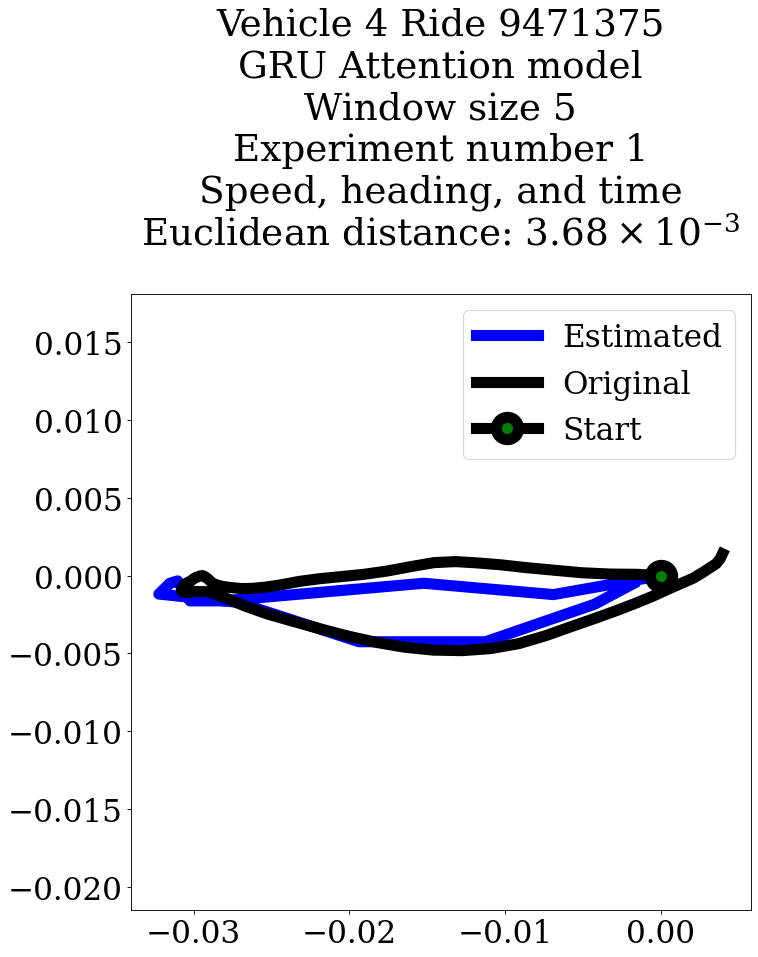 Vehicle 4 Ride 9471375
GRU Attention model
Window size 5
Experiment number 1
Speed, heading, and time
Euclidean distance: 3.68 × 10⁻³
Estimated
Original
Start
0.015
0.010
0.005
0.000
−0.005
−0.010
−0.015
−0.020
−0.03 −0.02 −0.01 0.00